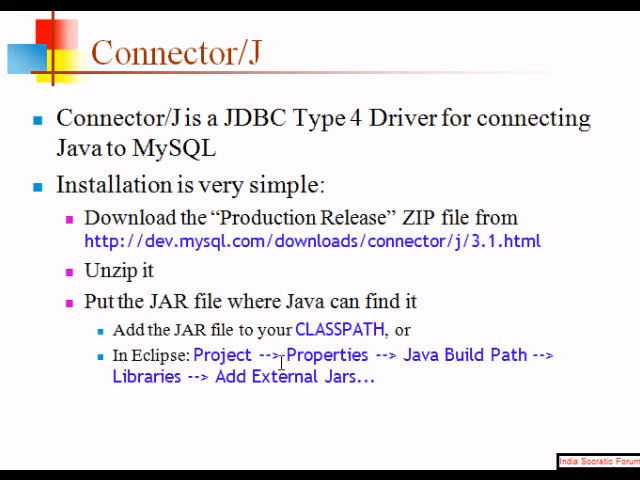 Connector/J
Connector/J is a JDBC Type 4 Driver for connecting
Java to MySQL
Installation is very simple:
Download the “Production Release” ZIP file from
http://dev.mysql.com/downloads/connector/j/3.1.html
Unzip it
Put the JAR file where Java can find it
Add the JAR file to your CLASSPATH, or
In Eclipse: Project --> Properties --> Java Build Path -->
Libraries --> Add External Jars...
India Socratic Forum